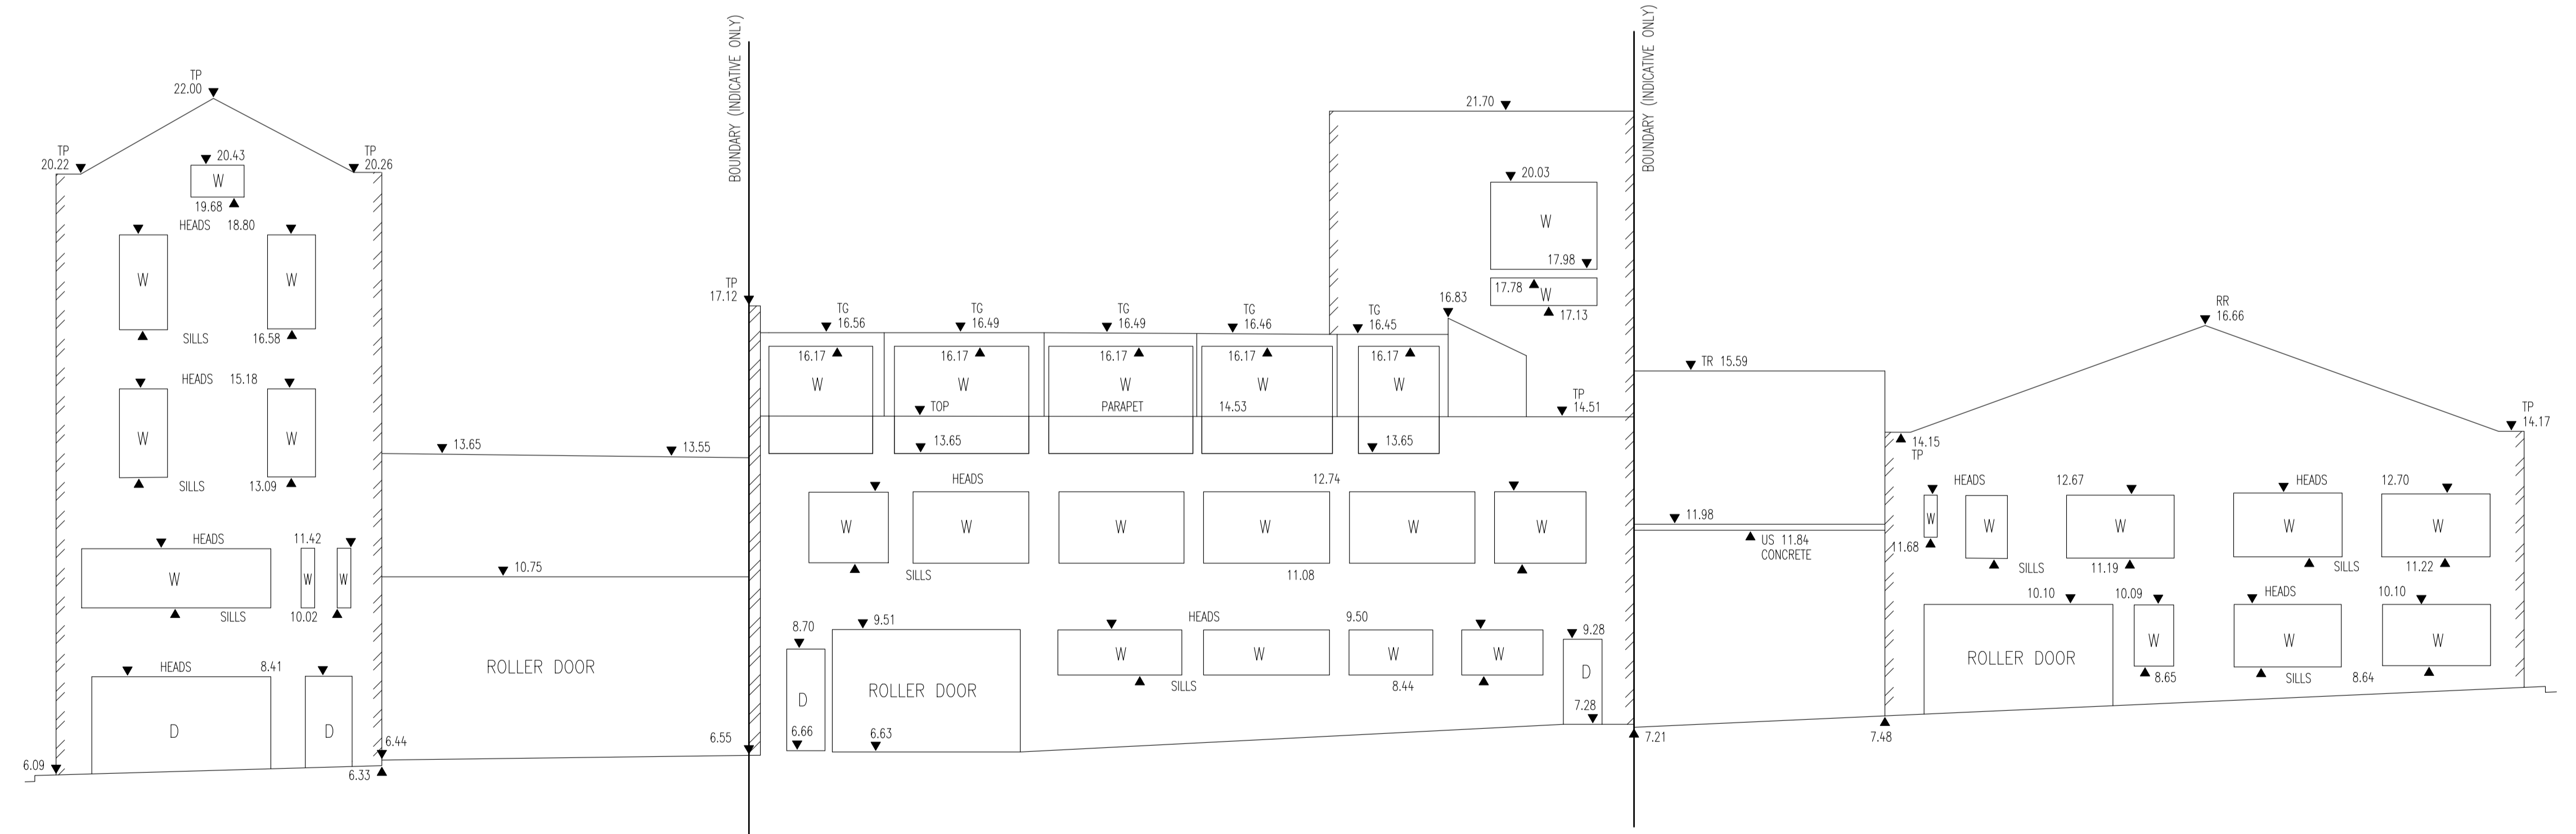 TP
22.00
TP
20.22
TP
20.26
20.43
W
19.68
HEADS 18.80
W
W
SILLS 16.58
HEADS 15.18
W
W
SILLS 13.09
HEADS 11.42
W
W
W
SILLS 10.02
HEADS 8.41
D
D
6.09
6.33
6.44
13.65
13.55
10.75
ROLLER DOOR
6.55
BOUNDARY (INDICATIVE ONLY)
TP
17.12
TG
16.56
TG
16.49
TG
16.49
TG
16.46
TG
16.45
16.83
16.17
16.17
16.17
16.17
16.17
W
W
W
W
W
TOP PARAPET 14.53
TP
14.51
13.65
13.65
21.70
20.03
W
17.98
17.78
W
17.13
HEADS 12.74
W
W
W
W
W
W
SILLS 11.08
8.70
9.51
HEADS 9.50
9.28
W
W
W
W
D
ROLLER DOOR
D
SILLS 8.44
6.66
6.63
7.28
BOUNDARY (INDICATIVE ONLY)
7.21
TR 15.59
11.98
US 11.84
CONCRETE
7.48
RR
16.66
14.15
TP
TP
14.17
HEADS 12.67
HEADS 12.70
W
W
W
W
W
11.68
SILLS 11.19
SILLS 11.22
10.10
10.09
HEADS 10.10
ROLLER DOOR
W
W
W
8.65
SILLS 8.64